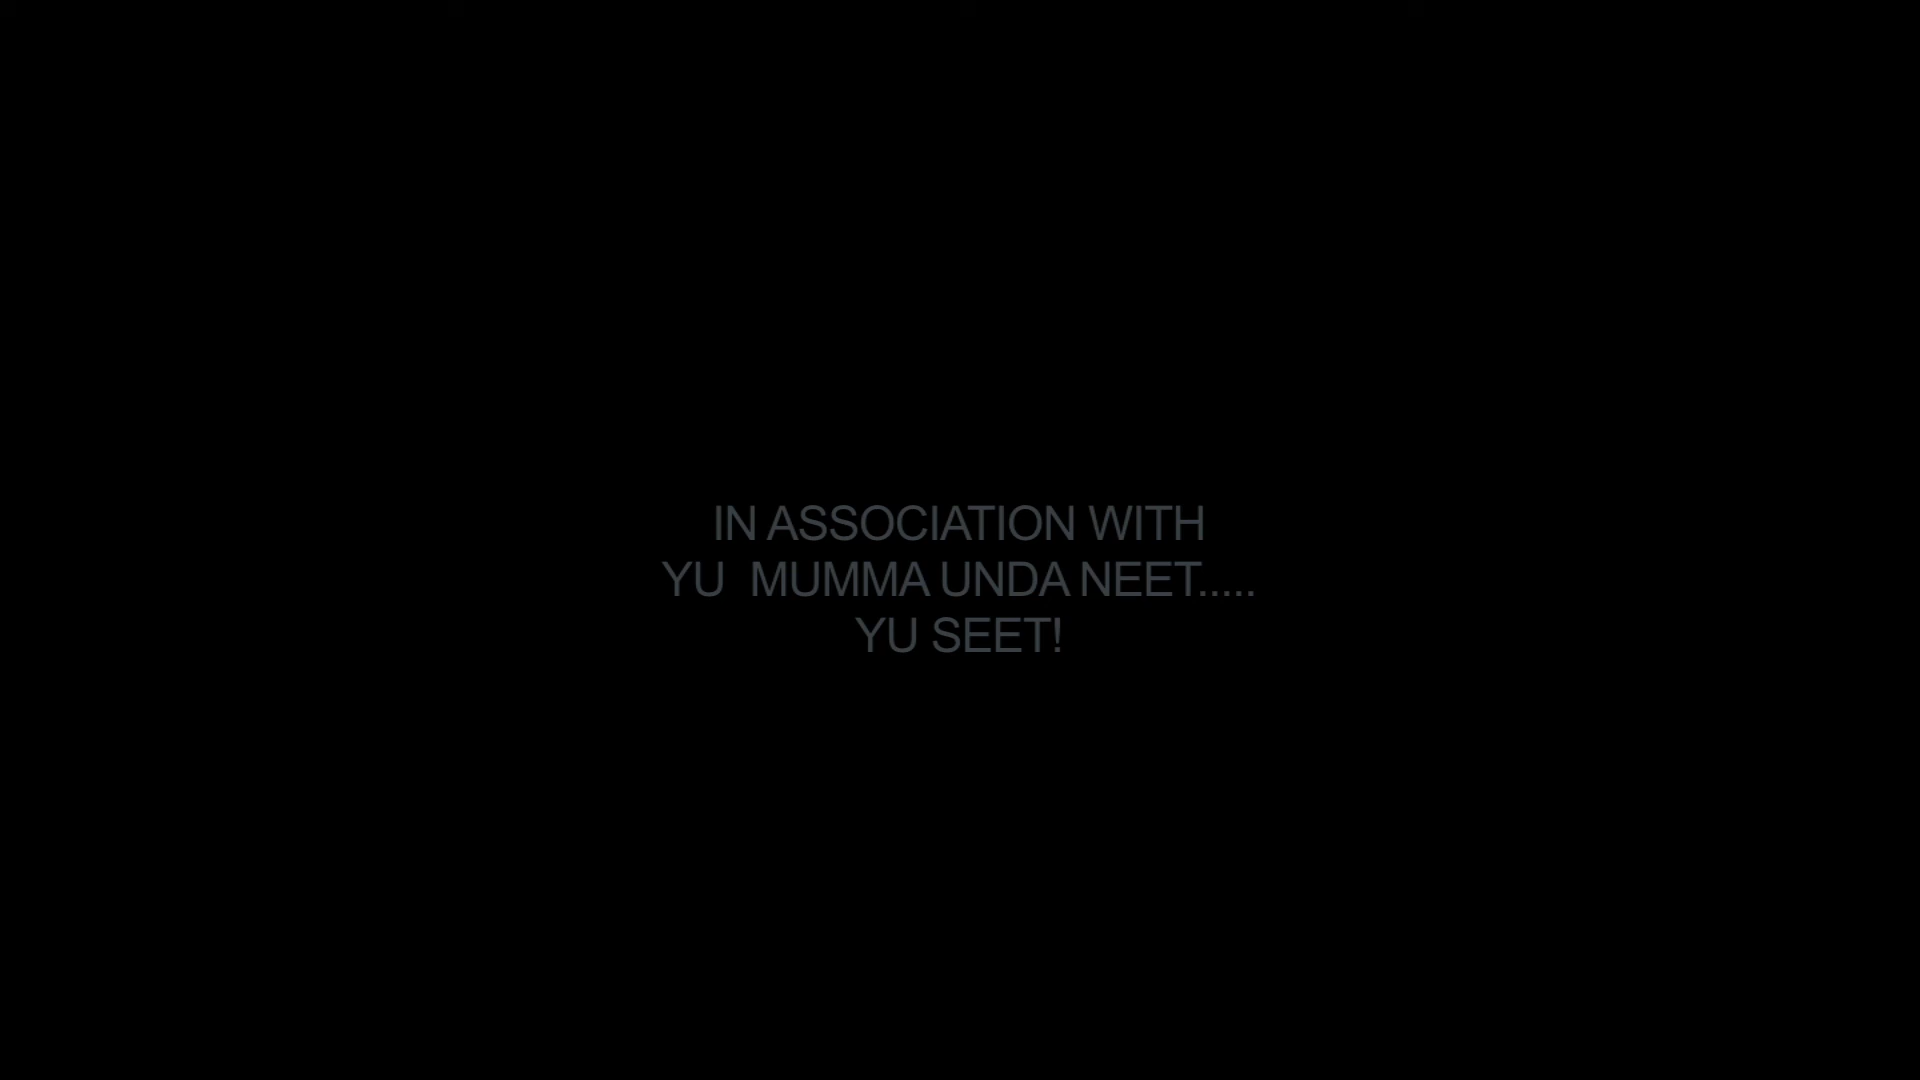 IN ASSOCIATION WITH
YU  MUMMA UNDA NEET.....
YU SEET!